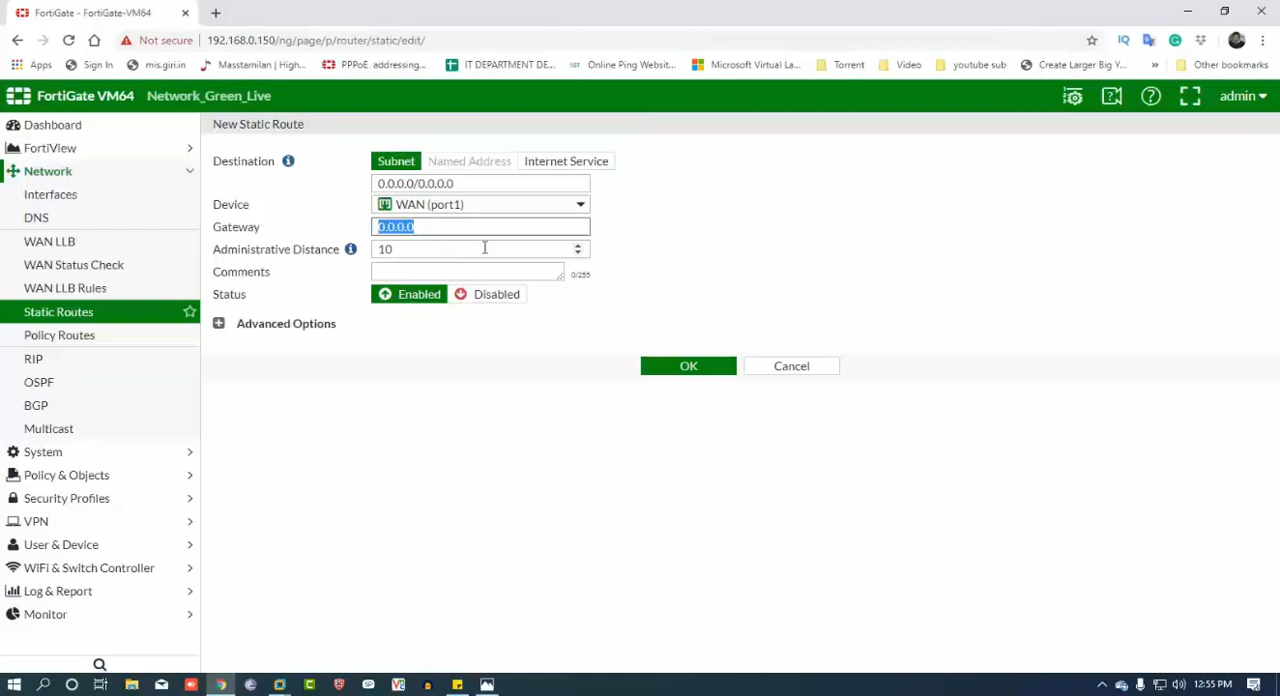 FortiGate - FortiGate-VM64
Not secure 192.168.0.150/ng/page/p/router/static/edit/
Apps Sign In mis.giri.in Masstamilan | High... PPPoE addressing... IT DEPARTMENT DE... Online Ping Websit... Microsoft Virtual La... Torrent Video youtube sub Create Larger Big Y... » Other bookmarks
FortiGate VM64 Network_Green_Live admin
Dashboard
FortiView
Network
Interfaces
DNS
WAN LLB
WAN Status Check
WAN LLB Rules
Static Routes
Policy Routes
RIP
OSPF
BGP
Multicast
System
Policy & Objects
Security Profiles
VPN
User & Device
WiFi & Switch Controller
Log & Report
Monitor
New Static Route
Destination Subnet Named Address Internet Service
0.0.0.0/0.0.0.0
Device WAN (port1)
Gateway 0.0.0.0
Administrative Distance 10
Comments 0/255
Status Enabled Disabled
Advanced Options
OK Cancel
12:55 PM